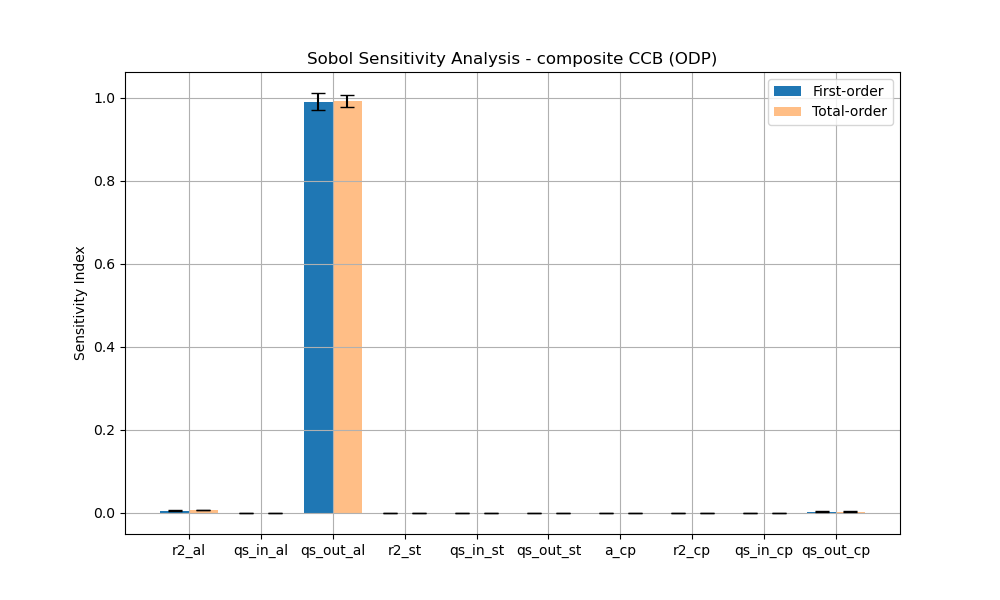 Sobol Sensitivity Analysis - composite CCB (ODP)
First-order
Total-order
1.0
0.8
0.6
0.4
0.2
0.0
Sensitivity Index
r2_al qs_in_al qs_out_al r2_st qs_in_st qs_out_st a_cp r2_cp qs_in_cp qs_out_cp